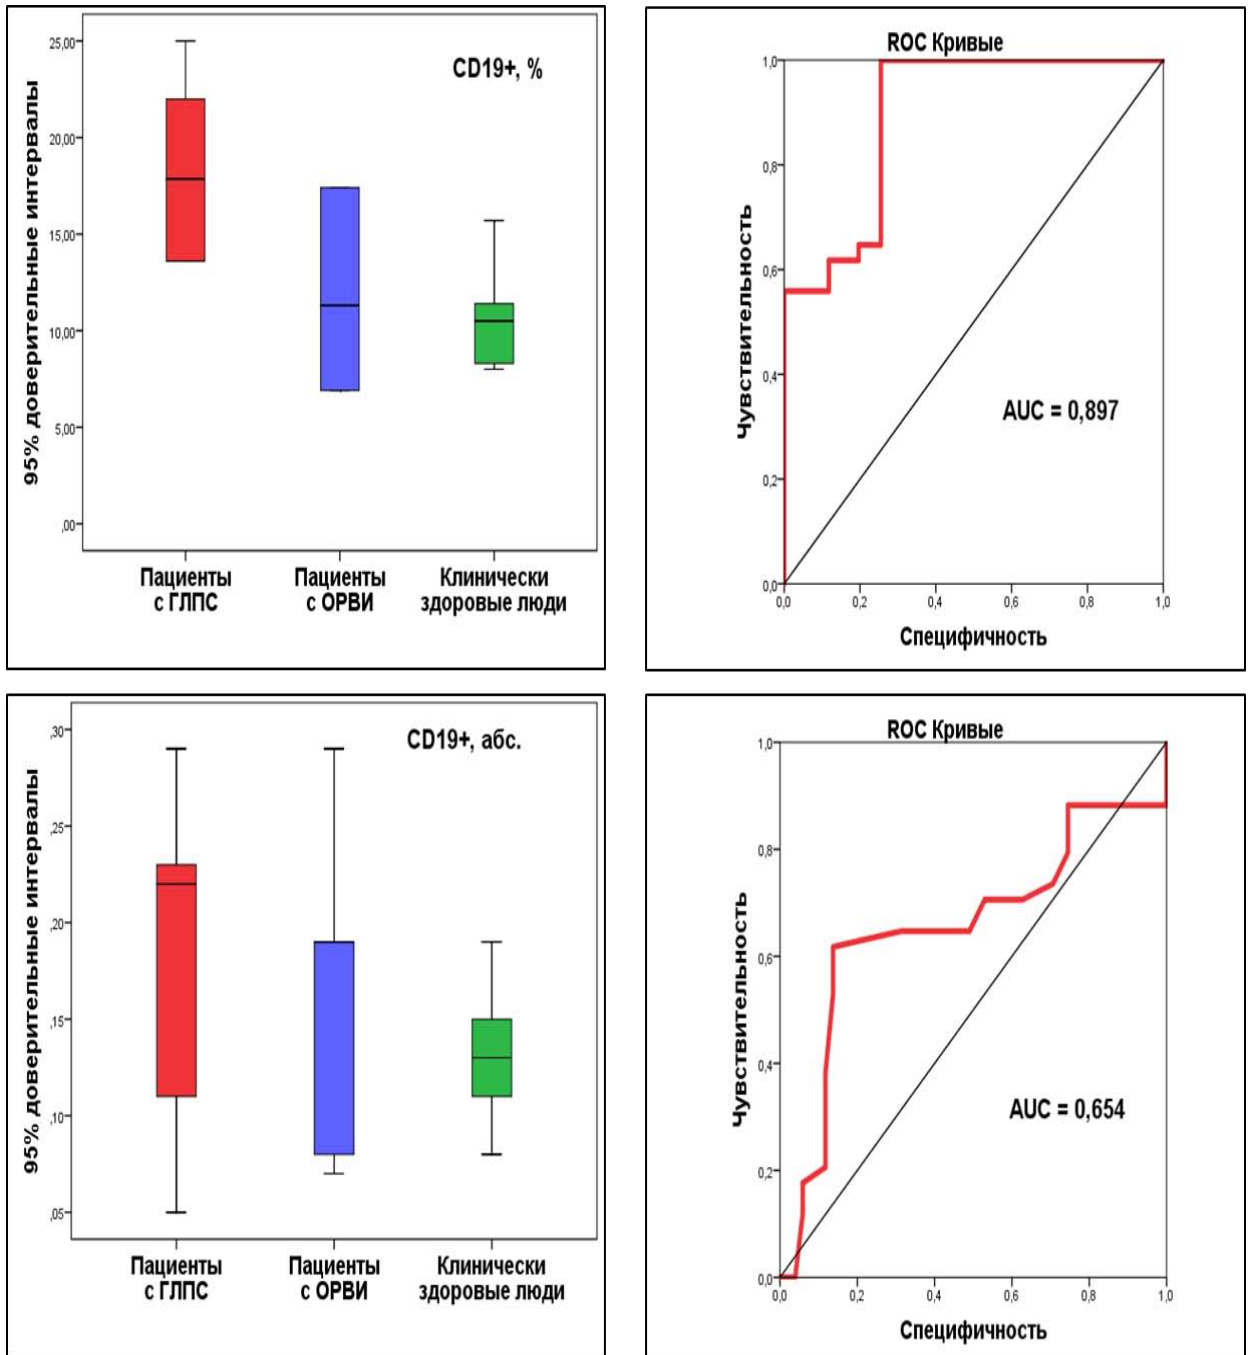 25,00
20,00
15,00
10,00
5,00
,00
95% доверительные интервалы
CD19+, %
Пациенты
с ГЛПС
Пациенты
с ОРВИ
Клинически
здоровые люди
ROC Кривые
1,0
0,8
0,6
0,4
0,2
0,0
Чувствительность
AUC = 0,897
0,0 0,2 0,4 0,6 0,8 1,0
Специфичность
,30
,25
,20
,15
,10
,05
95% доверительные интервалы
CD19+, абс.
Пациенты
с ГЛПС
Пациенты
с ОРВИ
Клинически
здоровые люди
ROC Кривые
1,0
0,8
0,6
0,4
0,2
0,0
Чувствительность
AUC = 0,654
0,0 0,2 0,4 0,6 0,8 1,0
Специфичность